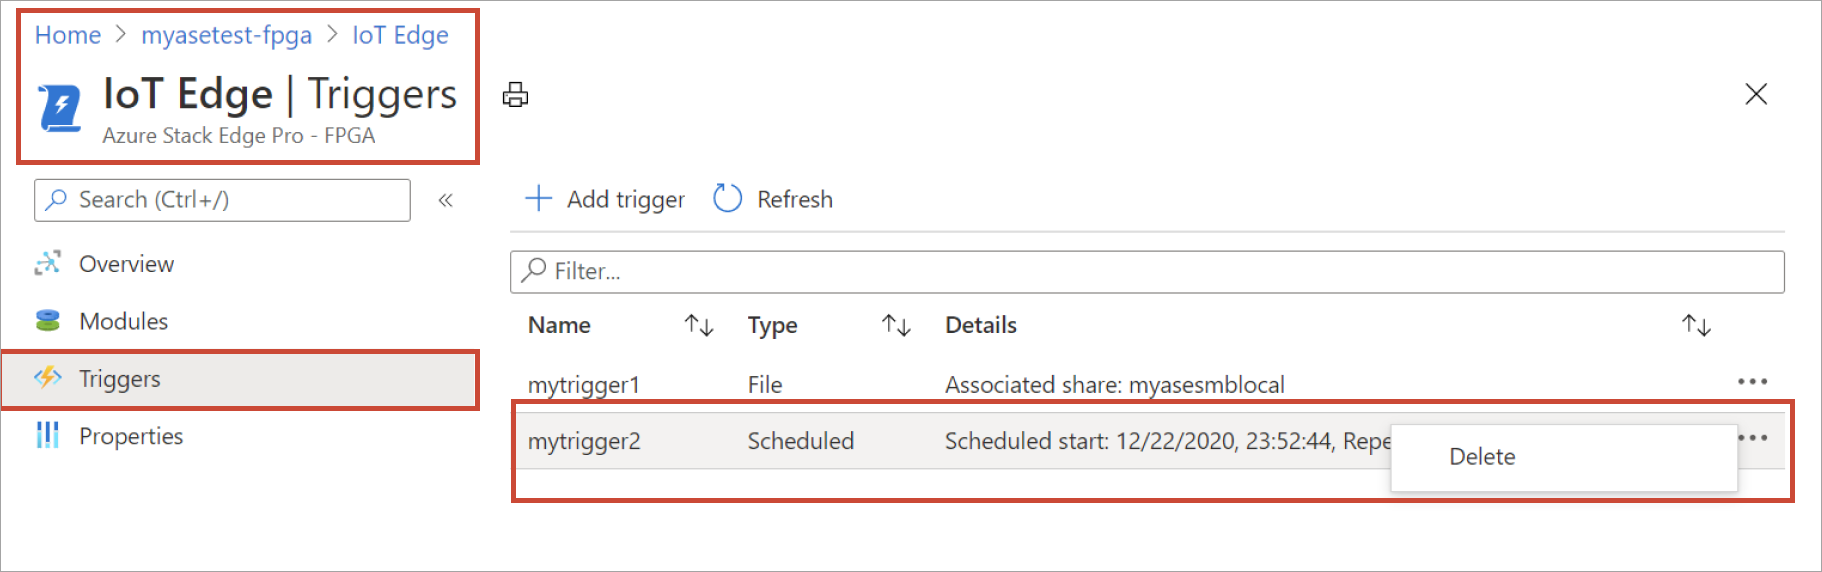 Home > myasetest-fpga > IoT Edge
IoT Edge | Triggers
Azure Stack Edge Pro - FPGA
Search (Ctrl+/)
«
Overview
Modules
Triggers
Properties
Add trigger
Refresh
Filter...
Name Type Details
mytrigger1 File Associated share: myasesmblocal
mytrigger2 Scheduled Scheduled start: 12/22/2020, 23:52:44, Repe
Delete